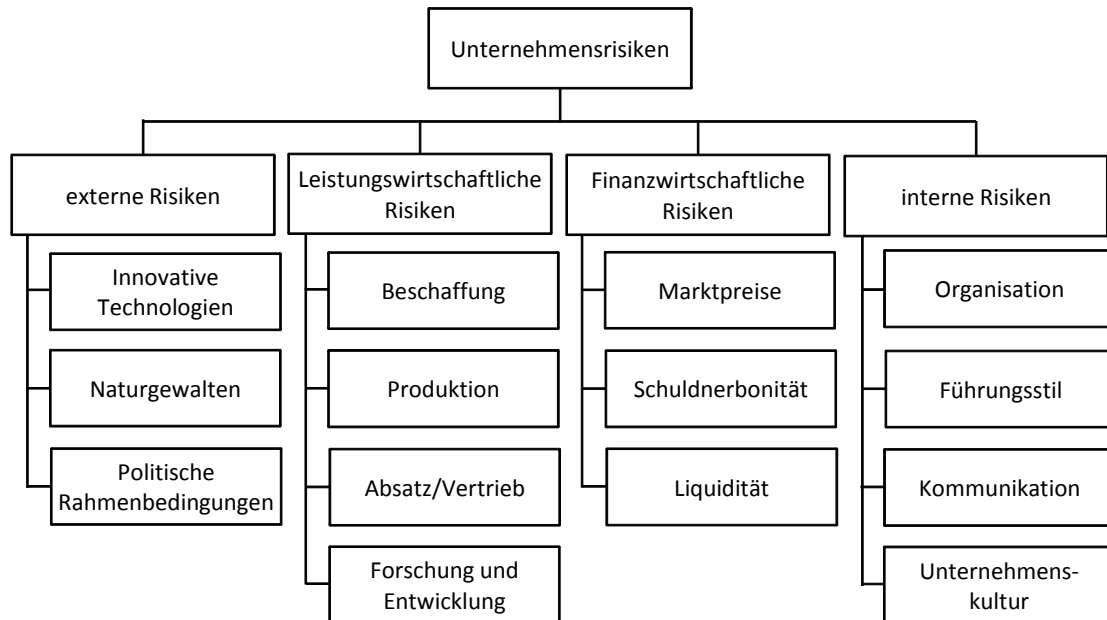 Unternehmensrisiken
externe Risiken
Leistungswirtschaftliche
Risiken
Finanzwirtschaftliche
Risiken
interne Risiken
Innovative
Technologien
Naturgewalten
Politische
Rahmenbedingungen
Beschaffung
Produktion
Absatz/Vertrieb
Forschung und
Entwicklung
Marktpreise
Schuldnerbonität
Liquidität
Organisation
Führungsstil
Kommunikation
Unternehmens-
kultur